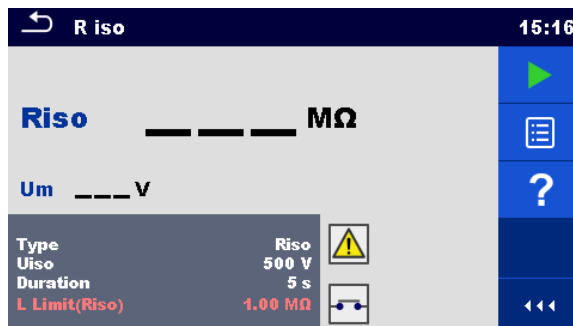 R iso 15:16
Riso _ _ _ MΩ
Um _ _ _ V
?
Type Riso
Uiso 500 V
Duration 5 s
L Limit(Riso) 1.00 MΩ